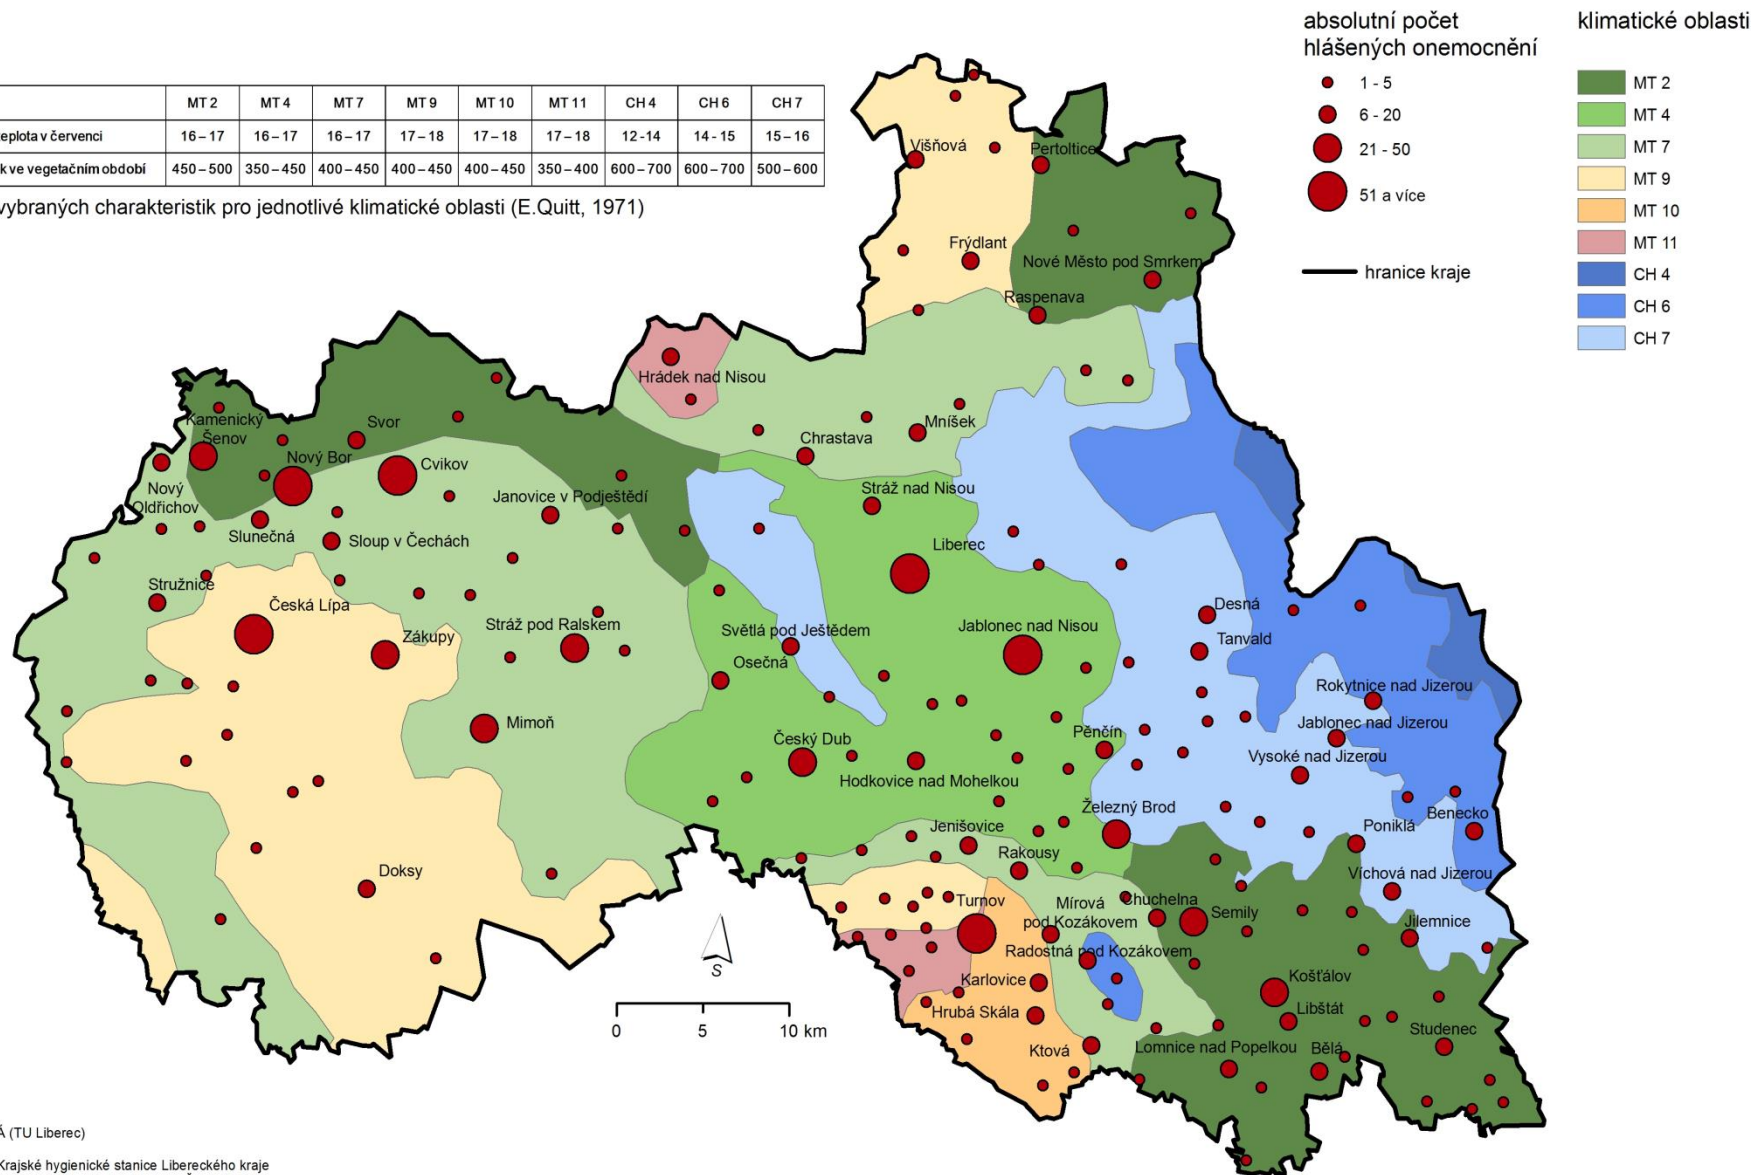 absolutní počet
hlášených onemocnění
1 - 5
6 - 20
21 - 50
51 a více
hranice kraje
klimatické oblasti
MT 2
MT 4
MT 7
MT 9
MT 10
MT 11
CH 4
CH 6
CH 7
MT 2 MT 4 MT 7 MT 9 MT 10 MT 11 CH 4 CH 6 CH 7
teplota v červenci 16 – 17 16 – 17 16 – 17 17 – 18 17 – 18 17 – 18 12 -14 14 - 15 15 – 16
k ve vegetačním období 450 – 500 350 – 450 400 – 450 400 – 450 400 – 450 350 – 400 600 – 700 600 – 700 500 – 600
vybraných charakteristik pro jednotlivé klimatické oblasti (E.Quitt, 1971)
Višňová
Pertoltice
Frýdlant
Nové Město pod Smrkem
Raspenava
Hrádek nad Nisou
Kamenický
Šenov
Svor
Mníšek
Chrastava
Nový Bor
Cvikov
Nový
Oldřichov
Janovice v Podještědí
Stráž nad Nisou
Slunečná
Sloup v Čechách
Liberec
Stružnice
Česká Lípa
Desná
Zákupy
Stráž pod Ralskem
Světlá pod Ještědem
Jablonec nad Nisou
Tanvald
Osečná
Rokytnice nad Jizerou
Mimoň
Jablonec nad Jizerou
Český Dub
Pěnčín
Vysoké nad Jizerou
Hodkovice nad Mohelkou
Železný Brod
Benecko
Jenišovice
Poniklá
Rakousy
Doksy
Víchová nad Jizerou
Turnov
Mírová
pod Kozákovem
Chuchelna
Semily
Jilemnice
Radostná pod Kozákovem
Karlovice
Košťálov
Hrubá Skála
Libštát
Ktová
Lomnice nad Popelkou
Bělá
Studenec
S
0 5 10 km
Á (TU Liberec)
Krajské hygienické stanice Libereckého kraje